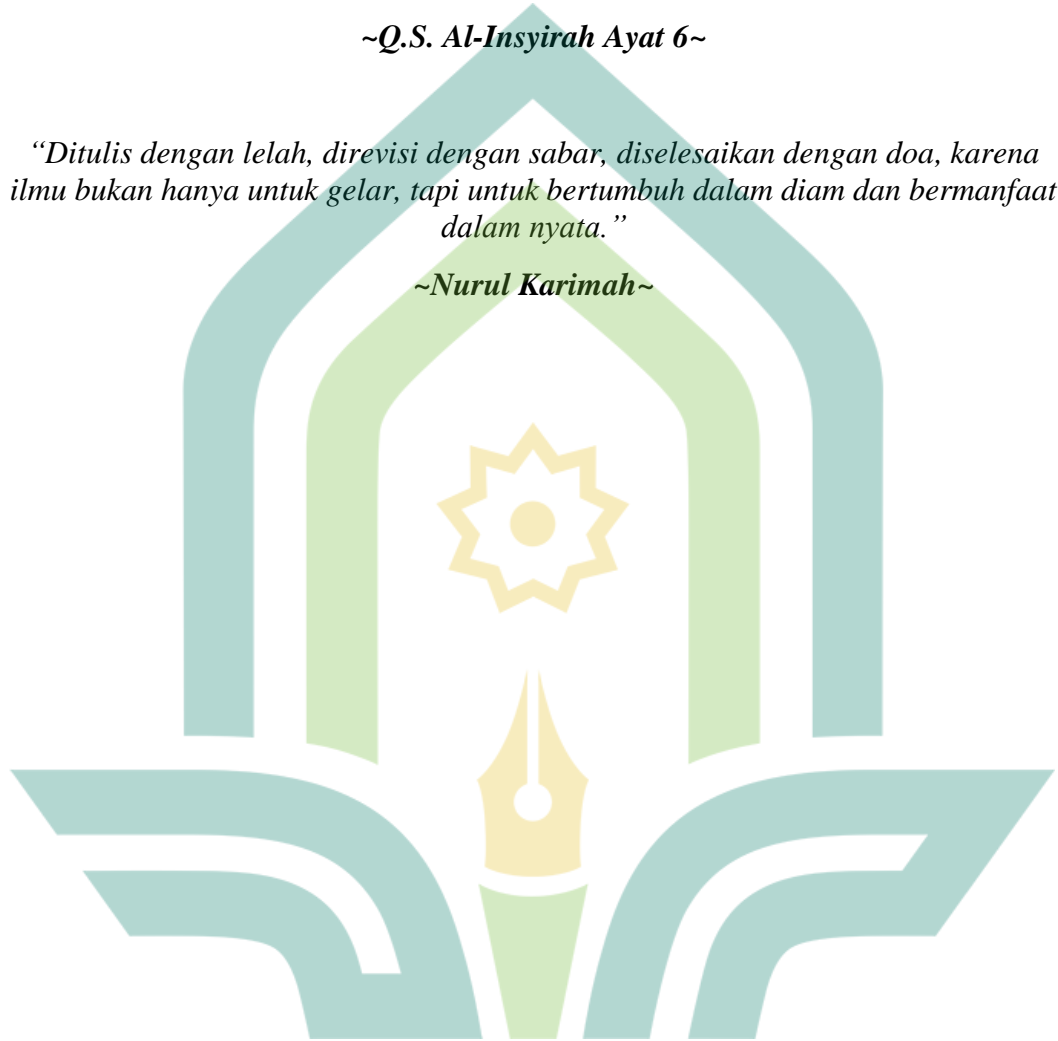 ~Q.S. Al-Insyirah Ayat 6~
“Ditulis dengan lelah, direvisi dengan sabar, diselesaikan dengan doa, karena
ilmu bukan hanya untuk gelar, tapi untuk bertumbuh dalam diam dan bermanfaat
dalam nyata.”
~Nurul Karimah~